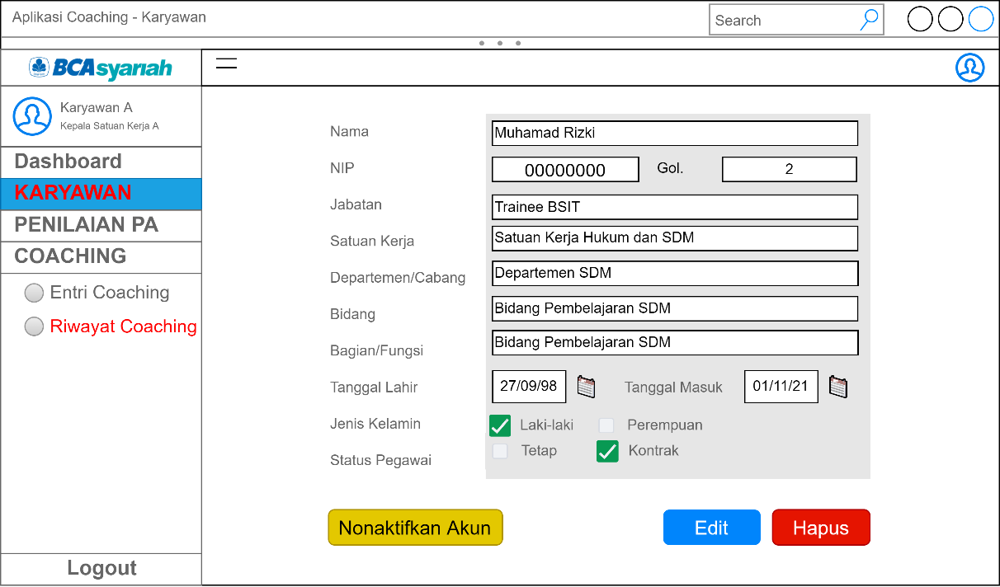 Aplikasi Coaching - Karyawan
Search
BCAsyariah
Karyawan A
Kepala Satuan Kerja A
Dashboard
KARYAWAN
PENILAIAN PA
COACHING
Entri Coaching
Riwayat Coaching
Logout
Nama Muhamad Rizki
NIP 00000000 Gol. 2
Jabatan Trainee BSIT
Satuan Kerja Satuan Kerja Hukum dan SDM
Departemen/Cabang Departemen SDM
Bidang Bidang Pembelajaran SDM
Bagian/Fungsi Bidang Pembelajaran SDM
Tanggal Lahir 27/09/98 Tanggal Masuk 01/11/21
Jenis Kelamin Laki-laki Perempuan
Status Pegawai Tetap Kontrak
Nonaktifkan Akun Edit Hapus